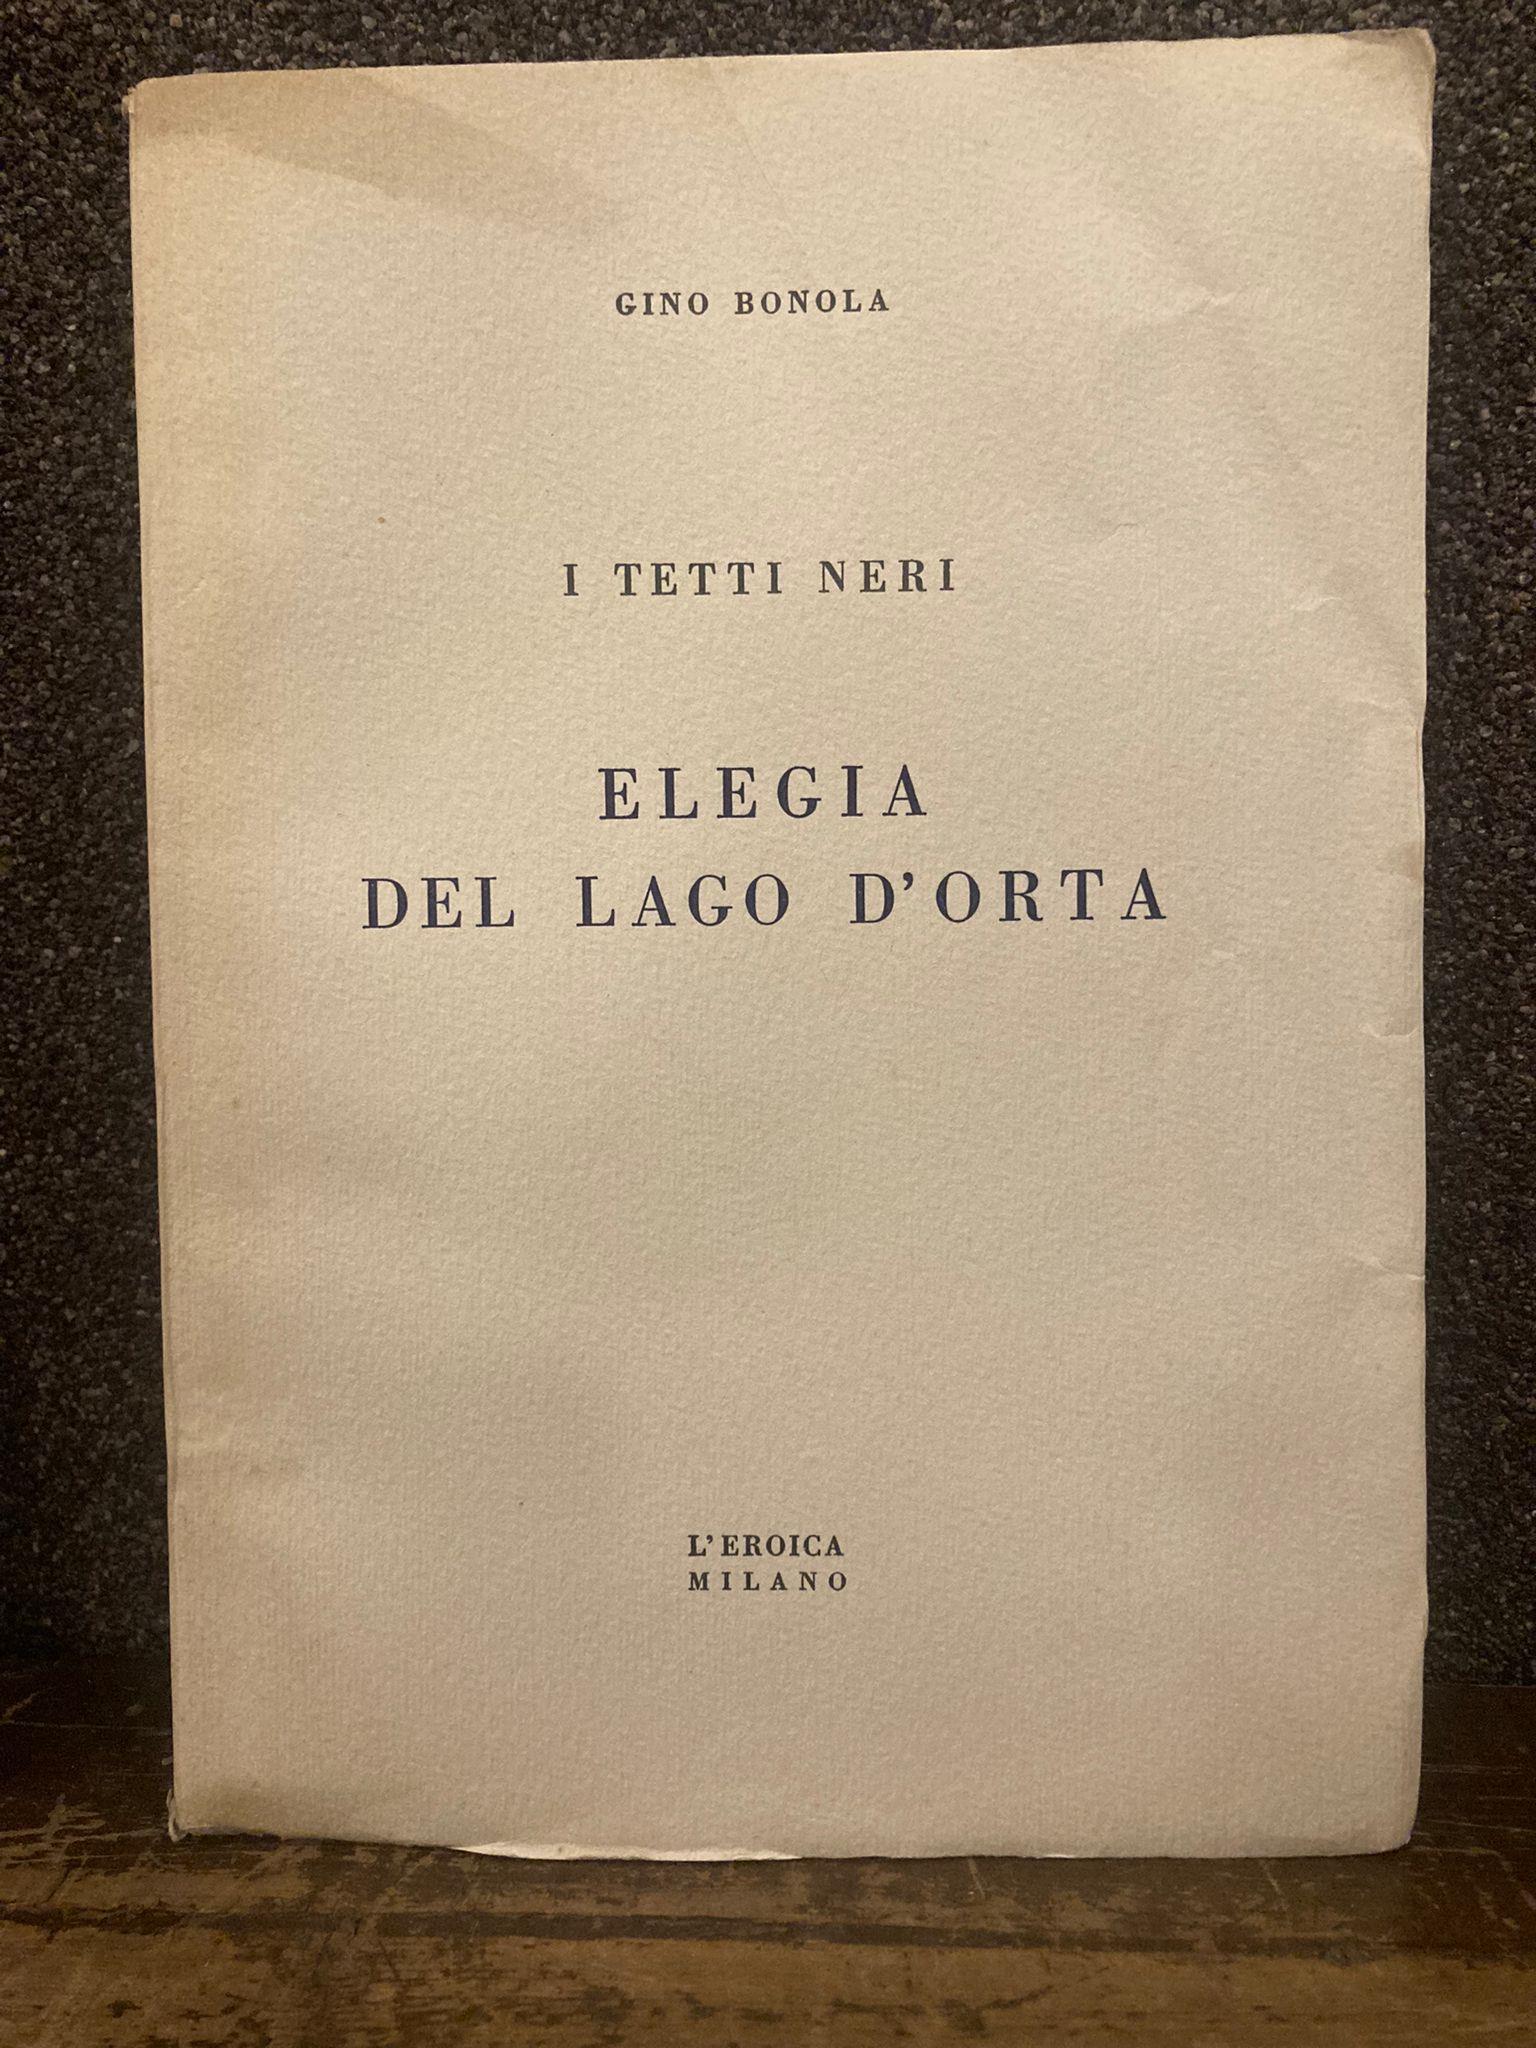 GINO BONOLA
I TETTI NERI
ELEGIA
DEL LAGO D'ORTA
L'EROICA
MILANO